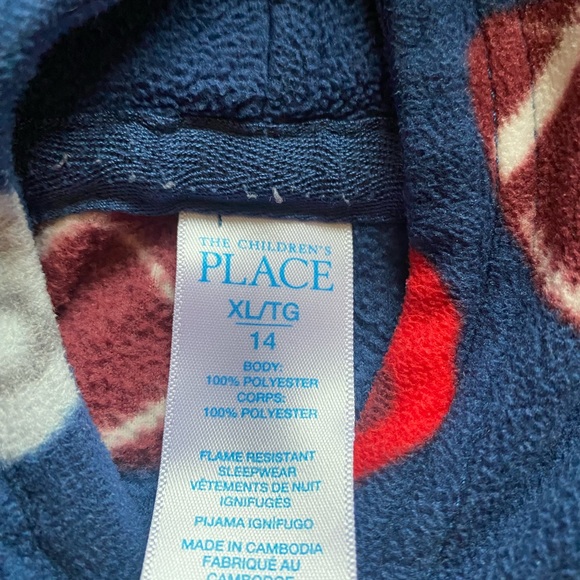 THE CHILDREN'S
PLACE
XL/TG
14
BODY:
100% POLYESTER
CORPS:
100% POLYESTER
FLAME RESISTANT
SLEEPWEAR
VÊTEMENTS DE NUIT
IGNIFUGÉS
PIJAMA IGNÍFUGO
MADE IN CAMBODIA
FABRIQUÉ AU
CAMBODGE